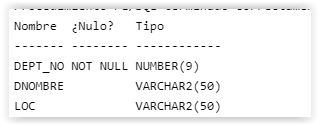 Nombre ¿Nulo? Tipo
------- -------- ------------
DEPT_NO NOT NULL NUMBER(9)
DNOMBRE VARCHAR2(50)
LOC VARCHAR2(50)